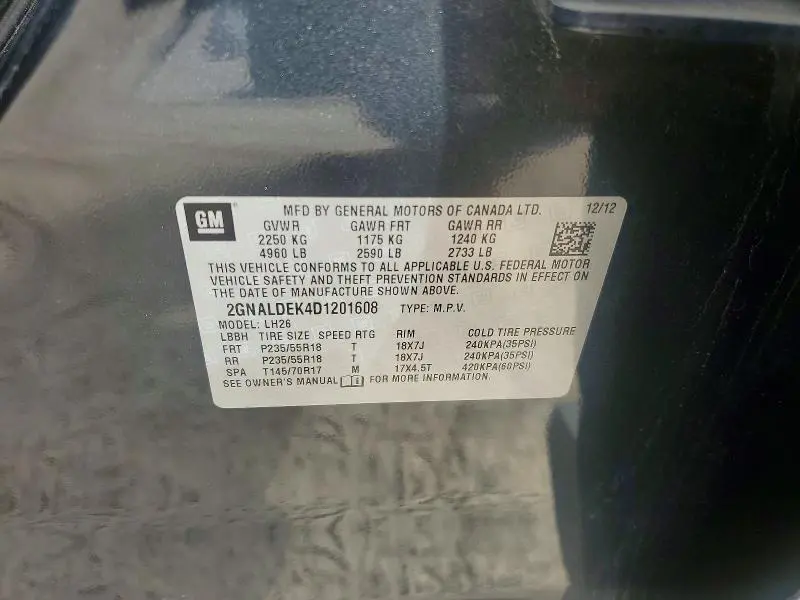 GM MFD BY GENERAL MOTORS OF CANADA LTD. 12/12
GVWR GAWR FRT GAWR RR
2250 KG 1175 KG 1240 KG
4960 LB 2590 LB 2733 LB
THIS VEHICLE CONFORMS TO ALL APPLICABLE U.S. FEDERAL MOTOR
VEHICLE SAFETY AND THEFT PREVENTION STANDARDS IN EFFECT ON
THE DATE OF MANUFACTURE SHOWN ABOVE.
2GNALDEK4D1201608 TYPE: M.P.V.
MODEL: LH26
LBBH TIRE SIZE SPEED RTG RIM COLD TIRE PRESSURE
FRT P235/55R18 T 18X7J 240KPA(35PSI)
RR P235/55R18 T 18X7J 240KPA(35PSI)
SPA T145/70R17 M 17X4.5T 420KPA(60PSI)
SEE OWNER'S MANUAL FOR MORE INFORMATION.